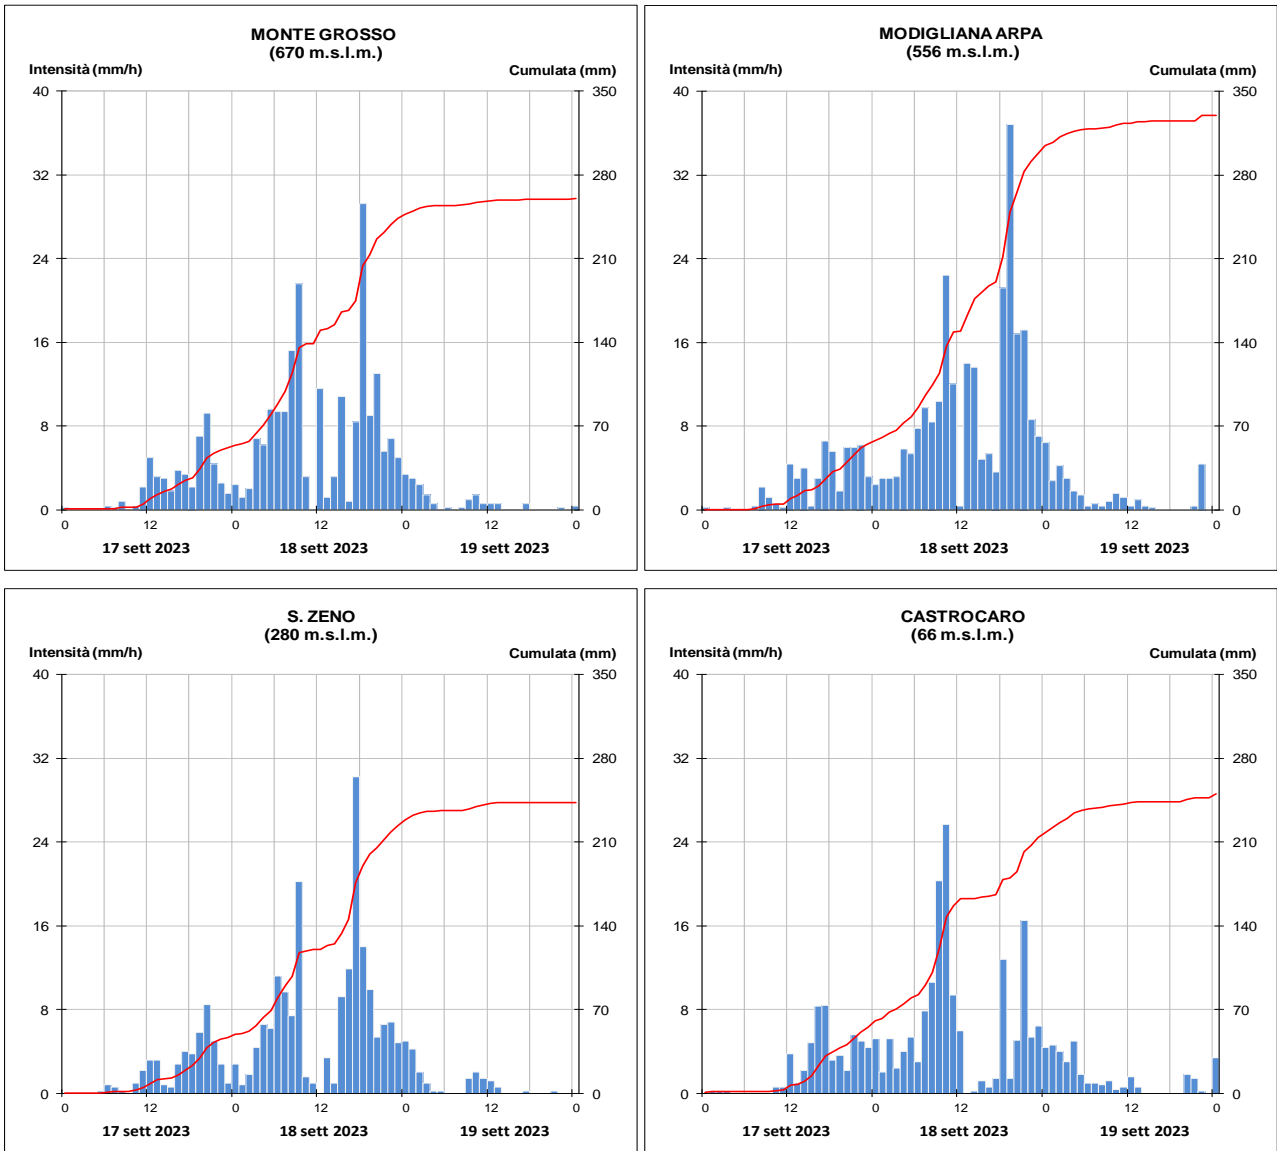 MONTE GROSSO
(670 m.s.l.m.)
Intensità (mm/h)
Cumulata (mm)
40
350
32
280
24
210
16
140
8
70
0
0
0 12 0 12 0 12 0
17 sett 2023 18 sett 2023 19 sett 2023
MODIGLIANA ARPA
(556 m.s.l.m.)
Intensità (mm/h)
Cumulata (mm)
40
350
32
280
24
210
16
140
8
70
0
0
0 12 0 12 0 12 0
17 sett 2023 18 sett 2023 19 sett 2023
S. ZENO
(280 m.s.l.m.)
Intensità (mm/h)
Cumulata (mm)
40
350
32
280
24
210
16
140
8
70
0
0
0 12 0 12 0 12 0
17 sett 2023 18 sett 2023 19 sett 2023
CASTROCARO
(66 m.s.l.m.)
Intensità (mm/h)
Cumulata (mm)
40
350
32
280
24
210
16
140
8
70
0
0
0 12 0 12 0 12 0
17 sett 2023 18 sett 2023 19 sett 2023